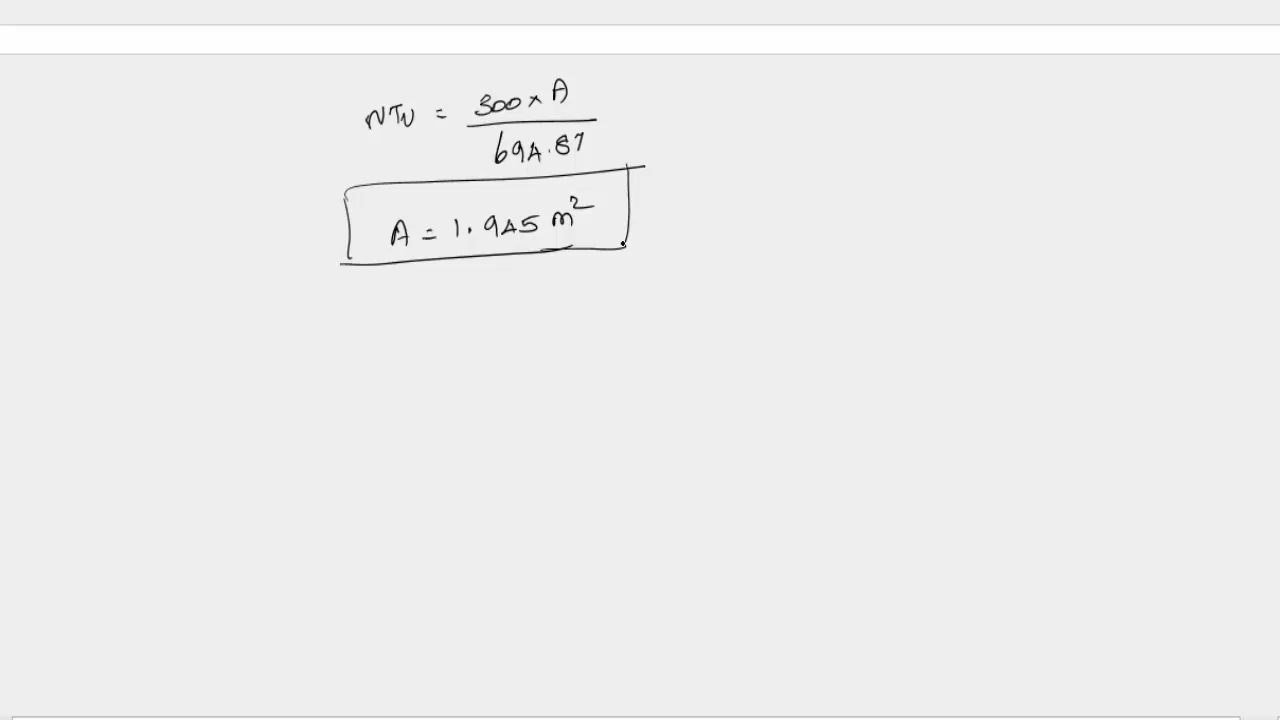 NTU = 300 × A / 694.87
A = 1.945 m²